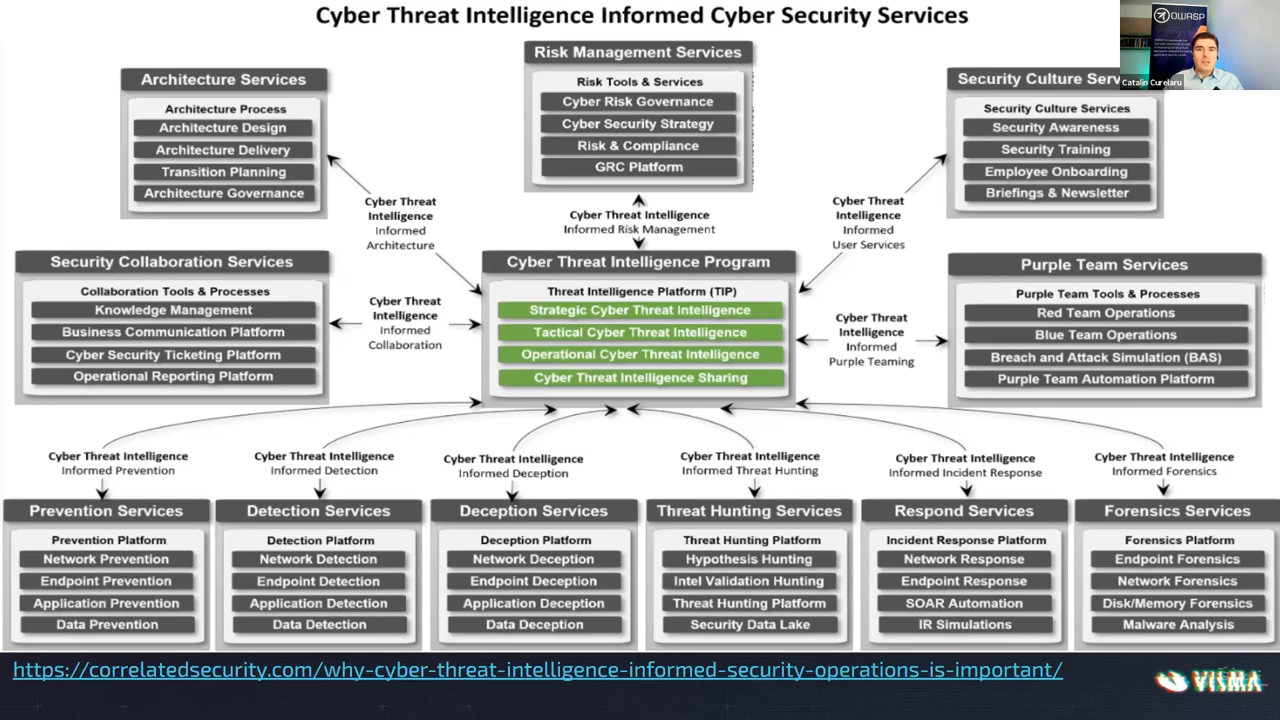 Cyber Threat Intelligence Informed Cyber Security Services
OWASP
Catalin Curelaru
Architecture Services
Architecture Process
Architecture Design
Architecture Delivery
Transition Planning
Architecture Governance
Risk Management Services
Risk Tools & Services
Cyber Risk Governance
Cyber Security Strategy
Risk & Compliance
GRC Platform
Security Culture
Security Culture Services
Security Awareness
Security Training
Employee Onboarding
Briefings & Newsletter
Cyber Threat
Intelligence
Informed
Architecture
Cyber Threat Intelligence
Informed Risk Management
Cyber Threat
Intelligence
Informed
User Services
Security Collaboration Services
Collaboration Tools & Processes
Knowledge Management
Business Communication Platform
Cyber Security Ticketing Platform
Operational Reporting Platform
Cyber Threat
Intelligence
Informed
Collaboration
Cyber Threat Intelligence Program
Threat Intelligence Platform (TIP)
Strategic Cyber Threat Intelligence
Tactical Cyber Threat Intelligence
Operational Cyber Threat Intelligence
Cyber Threat Intelligence Sharing
Cyber Threat
Intelligence
Informed
Purple Teaming
Purple Team Services
Purple Team Tools & Processes
Red Team Operations
Blue Team Operations
Breach and Attack Simulation (BAS)
Purple Team Automation Platform
Cyber Threat Intelligence
Informed Prevention
Cyber Threat Intelligence
Informed Detection
Cyber Threat Intelligence
Informed Deception
Cyber Threat Intelligence
Informed Threat Hunting
Cyber Threat Intelligence
Informed Incident Response
Cyber Threat Intelligence
Informed Forensics
Prevention Services
Prevention Platform
Network Prevention
Endpoint Prevention
Application Prevention
Data Prevention
Detection Services
Detection Platform
Network Detection
Endpoint Detection
Application Detection
Data Detection
Deception Services
Deception Platform
Network Deception
Endpoint Deception
Application Deception
Data Deception
Threat Hunting Services
Threat Hunting Platform
Hypothesis Hunting
Intel Validation Hunting
Threat Hunting Platform
Security Data Lake
Respond Services
Incident Response Platform
Network Response
Endpoint Response
SOAR Automation
IR Simulations
Forensics Services
Forensics Platform
Endpoint Forensics
Network Forensics
Disk/Memory Forensics
Malware Analysis
https://correlatedsecurity.com/why-cyber-threat-intelligence-informed-security-operations-is-important/
VISMA